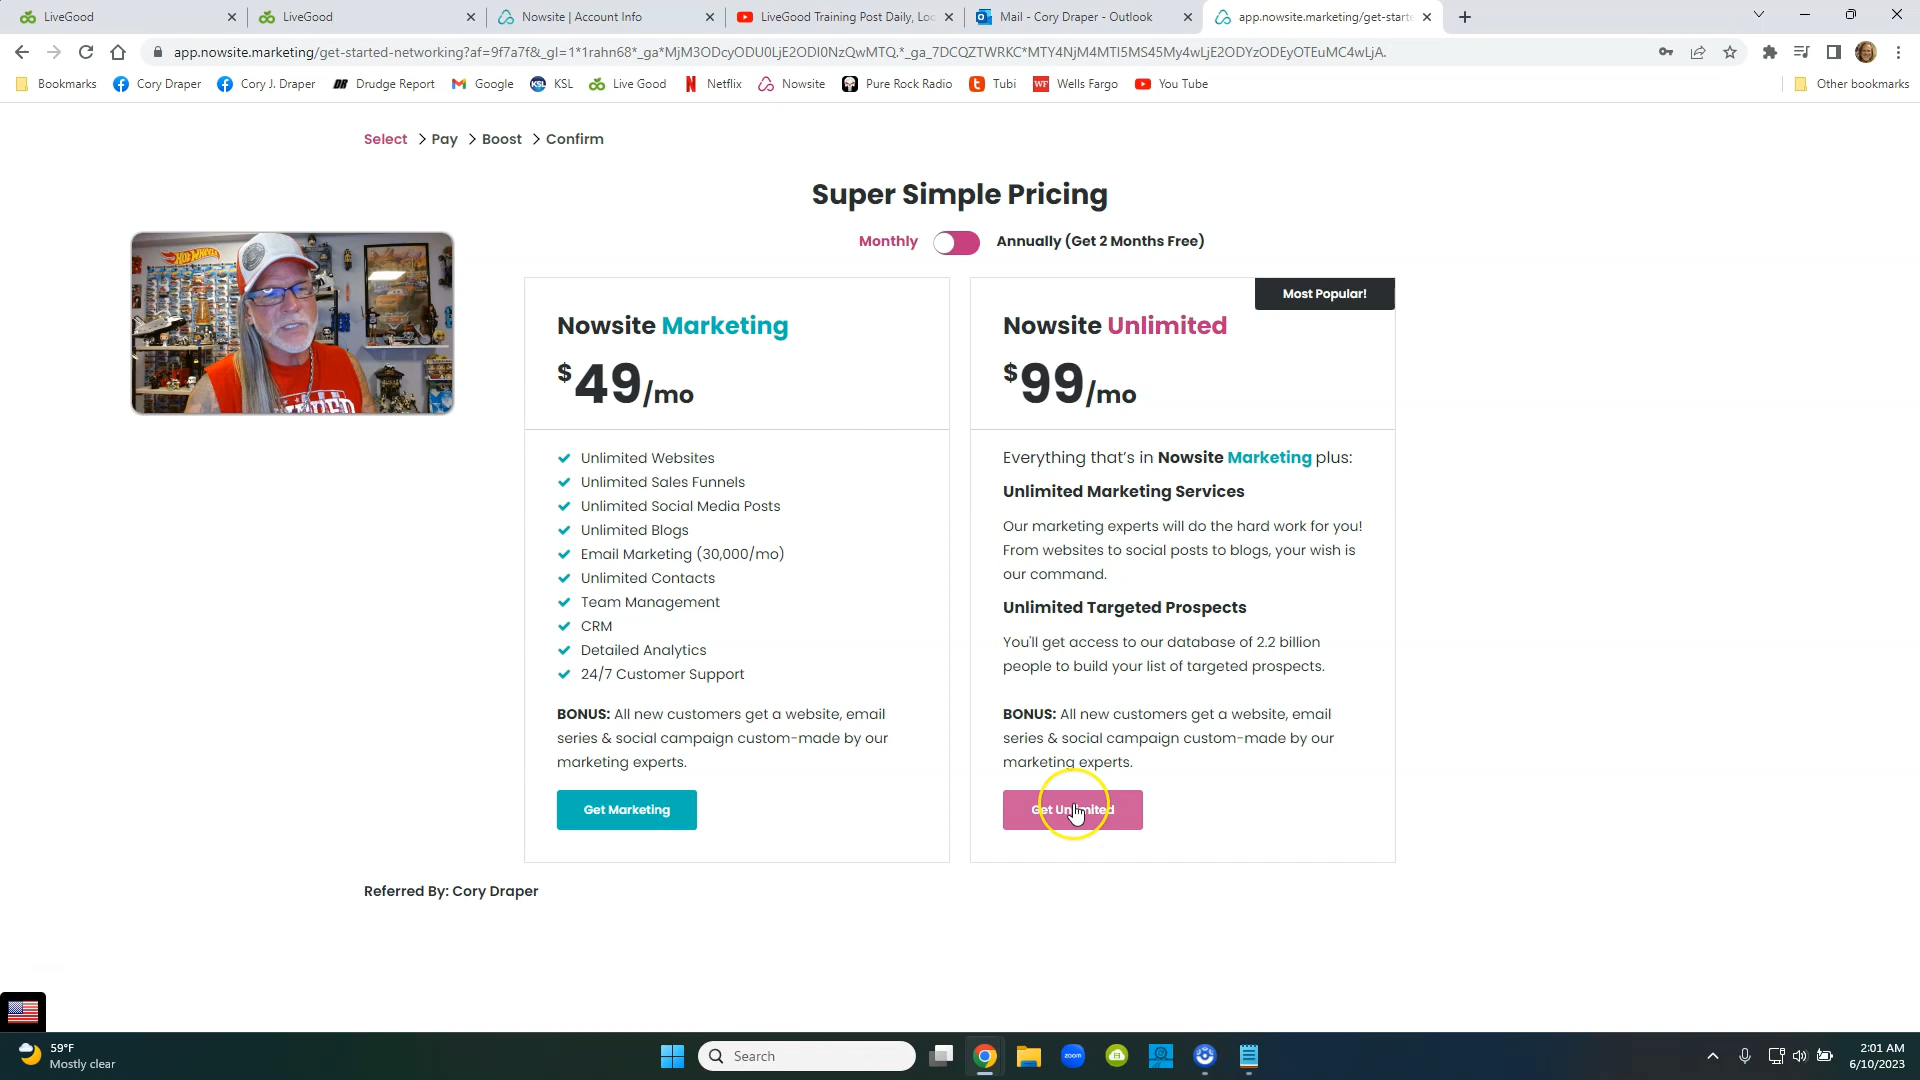 LiveGood
LiveGood
Nowsite | Account Info
LiveGood Training Post Daily, Loc
Mail - Cory Draper - Outlook
app.nowsite.marketing/get-starte
app.nowsite.marketing/get-started-networking?af=9f7a7f&_gl=1*1rahn68*_ga*MjM3ODcyODU0LjE2ODI0NzQwMTQ.*_ga_7DCQZTWRKC*MTY4NjM4MTI5MS45My4wLjE2ODYzODEyOTEuMC4wLjA.
Bookmarks
Cory Draper
Cory J. Draper
DR Drudge Report
Google
KSL KSL
Live Good
Netflix
Nowsite
Pure Rock Radio
Tubi
WF Wells Fargo
You Tube
Other bookmarks
Select > Pay > Boost > Confirm
Super Simple Pricing
Monthly
Annually (Get 2 Months Free)
HOT WHEELS
Most Popular!
Nowsite Marketing
$49/mo
Unlimited Websites
Unlimited Sales Funnels
Unlimited Social Media Posts
Unlimited Blogs
Email Marketing (30,000/mo)
Unlimited Contacts
Team Management
CRM
Detailed Analytics
24/7 Customer Support
BONUS: All new customers get a website, email
series & social campaign custom-made by our
marketing experts.
Get Marketing
Nowsite Unlimited
$99/mo
Everything that's in Nowsite Marketing plus:
Unlimited Marketing Services
Our marketing experts will do the hard work for you!
From websites to social posts to blogs, your wish is
our command.
Unlimited Targeted Prospects
You'll get access to our database of 2.2 billion
people to build your list of targeted prospects.
BONUS: All new customers get a website, email
series & social campaign custom-made by our
marketing experts.
Get Unlimited
Referred By: Cory Draper
59°F
Mostly clear
Search
zoom
2:01 AM
6/10/2023